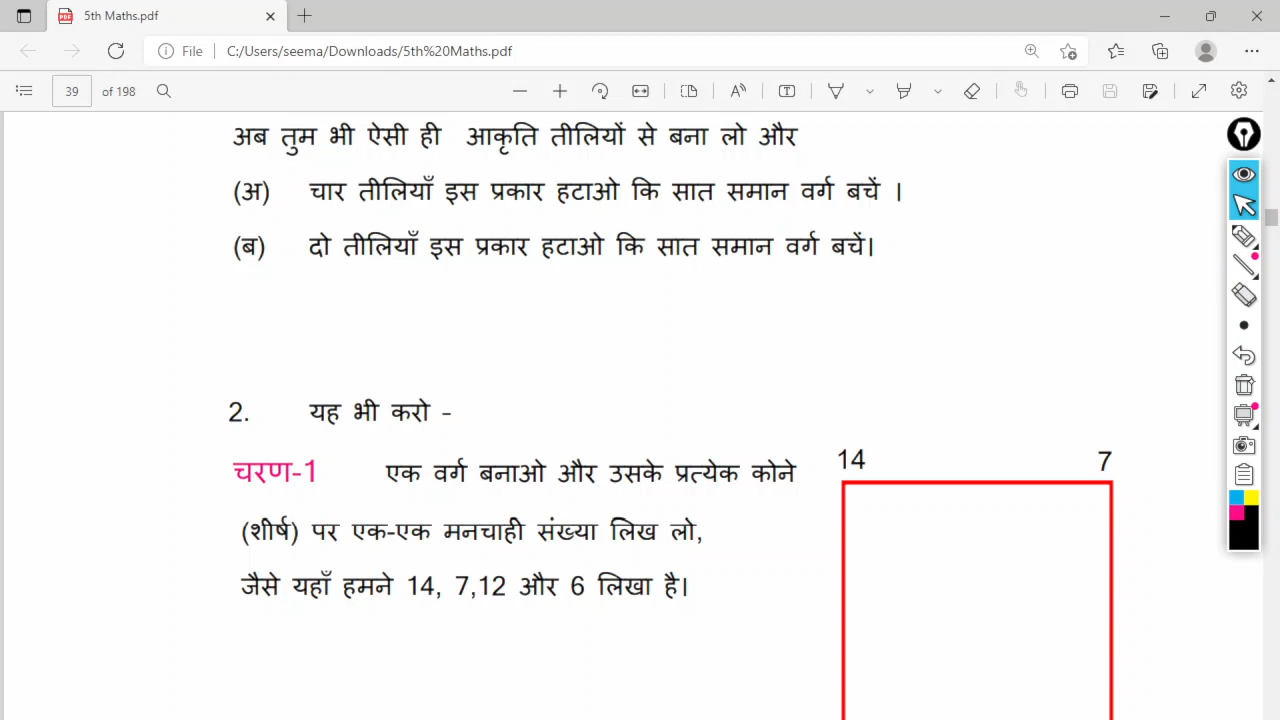 5th Maths.pdf
File C:/Users/seema/Downloads/5th%20Maths.pdf
39 of 198
अब तुम भी ऐसी ही आकृति तीलियों से बना लो और
(अ) चार तीलियाँ इस प्रकार हटाओ कि सात समान वर्ग बचें ।
(ब) दो तीलियाँ इस प्रकार हटाओ कि सात समान वर्ग बचें।
2. यह भी करो -
चरण-1 एक वर्ग बनाओ और उसके प्रत्येक कोने
(शीर्ष) पर एक-एक मनचाही संख्या लिख लो,
जैसे यहाँ हमने 14, 7,12 और 6 लिखा है।
14 7